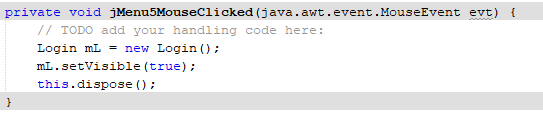 private void jMenu5MouseClicked(java.awt.event.MouseEvent evt) {
// TODO add your handling code here:
Login mL = new Login();
mL.setVisible(true);
this.dispose();
}